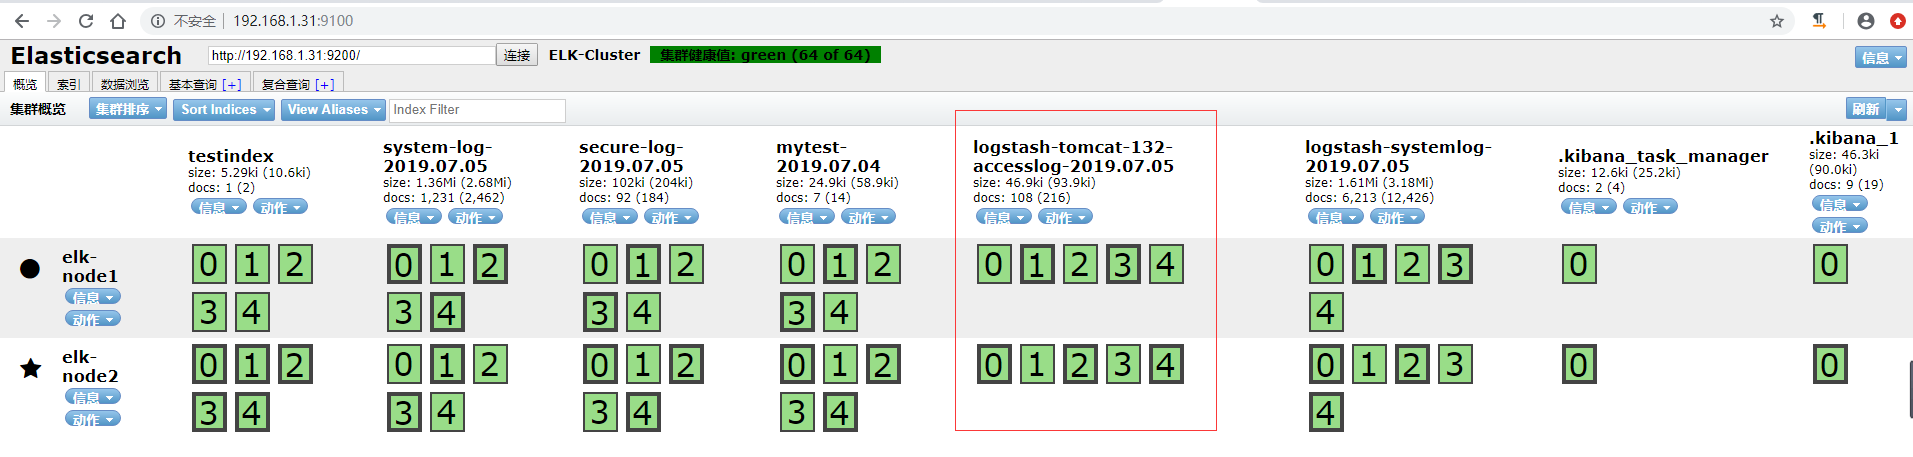 不安全 | 192.168.1.31:9100
Elasticsearch http://192.168.1.31:9200/ 连接 ELK-Cluster 集群健康值: green (64 of 64) 信息
概览 索引 数据浏览 基本查询 [+] 复合查询 [+]
集群概览 集群排序 Sort Indices View Aliases Index Filter 刷新
testindex
size: 5.29ki (10.6ki)
docs: 1 (2)
信息 动作
system-log-
2019.07.05
size: 1.36Mi (2.68Mi)
docs: 1,231 (2,462)
信息 动作
secure-log-
2019.07.05
size: 102ki (204ki)
docs: 92 (184)
信息 动作
mytest-
2019.07.04
size: 24.9ki (58.9ki)
docs: 7 (14)
信息 动作
logstash-tomcat-132-
accesslog-2019.07.05
size: 46.9ki (93.9ki)
docs: 108 (216)
信息 动作
logstash-systemlog-
2019.07.05
size: 1.61Mi (3.18Mi)
docs: 6,213 (12,426)
信息 动作
.kibana_task_manager
size: 12.6ki (25.2ki)
docs: 2 (4)
信息 动作
.kibana_1
size: 46.3ki
(90.0ki)
docs: 9 (19)
信息
动作
elk-
node1
信息
动作
0 1 2 0 1 2 0 1 2 0 1 2 0 1 2 3 4 0 1 2 3 0 0
3 4 3 4 3 4 3 4 4
elk-
node2
信息
动作
0 1 2 0 1 2 0 1 2 0 1 2 0 1 2 3 4 0 1 2 3 0 0
3 4 3 4 3 4 3 4 4